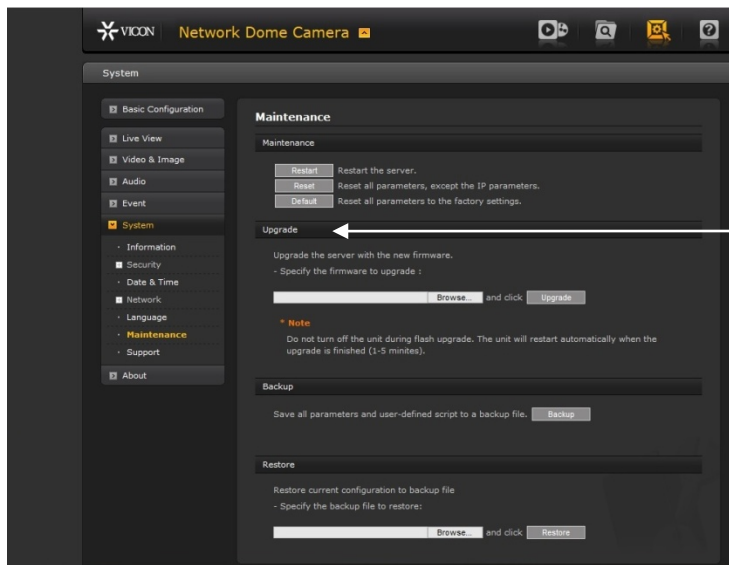 VICON Network Dome Camera
System
Basic Configuration
Live View
Video & Image
Audio
Event
System
Information
Security
Date & Time
Network
Language
Maintenance
Support
About
Maintenance
Maintenance
Restart Restart the server.
Reset Reset all parameters, except the IP parameters.
Default Reset all parameters to the factory settings.
Upgrade
Upgrade the server with the new firmware.
- Specify the firmware to upgrade :
Browse... and click Upgrade
* Note
Do not turn off the unit during flash upgrade. The unit will restart automatically when the
upgrade is finished (1-5 minites).
Backup
Save all parameters and user-defined script to a backup file. Backup
Restore
Restore current configuration to backup file
- Specify the backup file to restore:
Browse... and click Restore